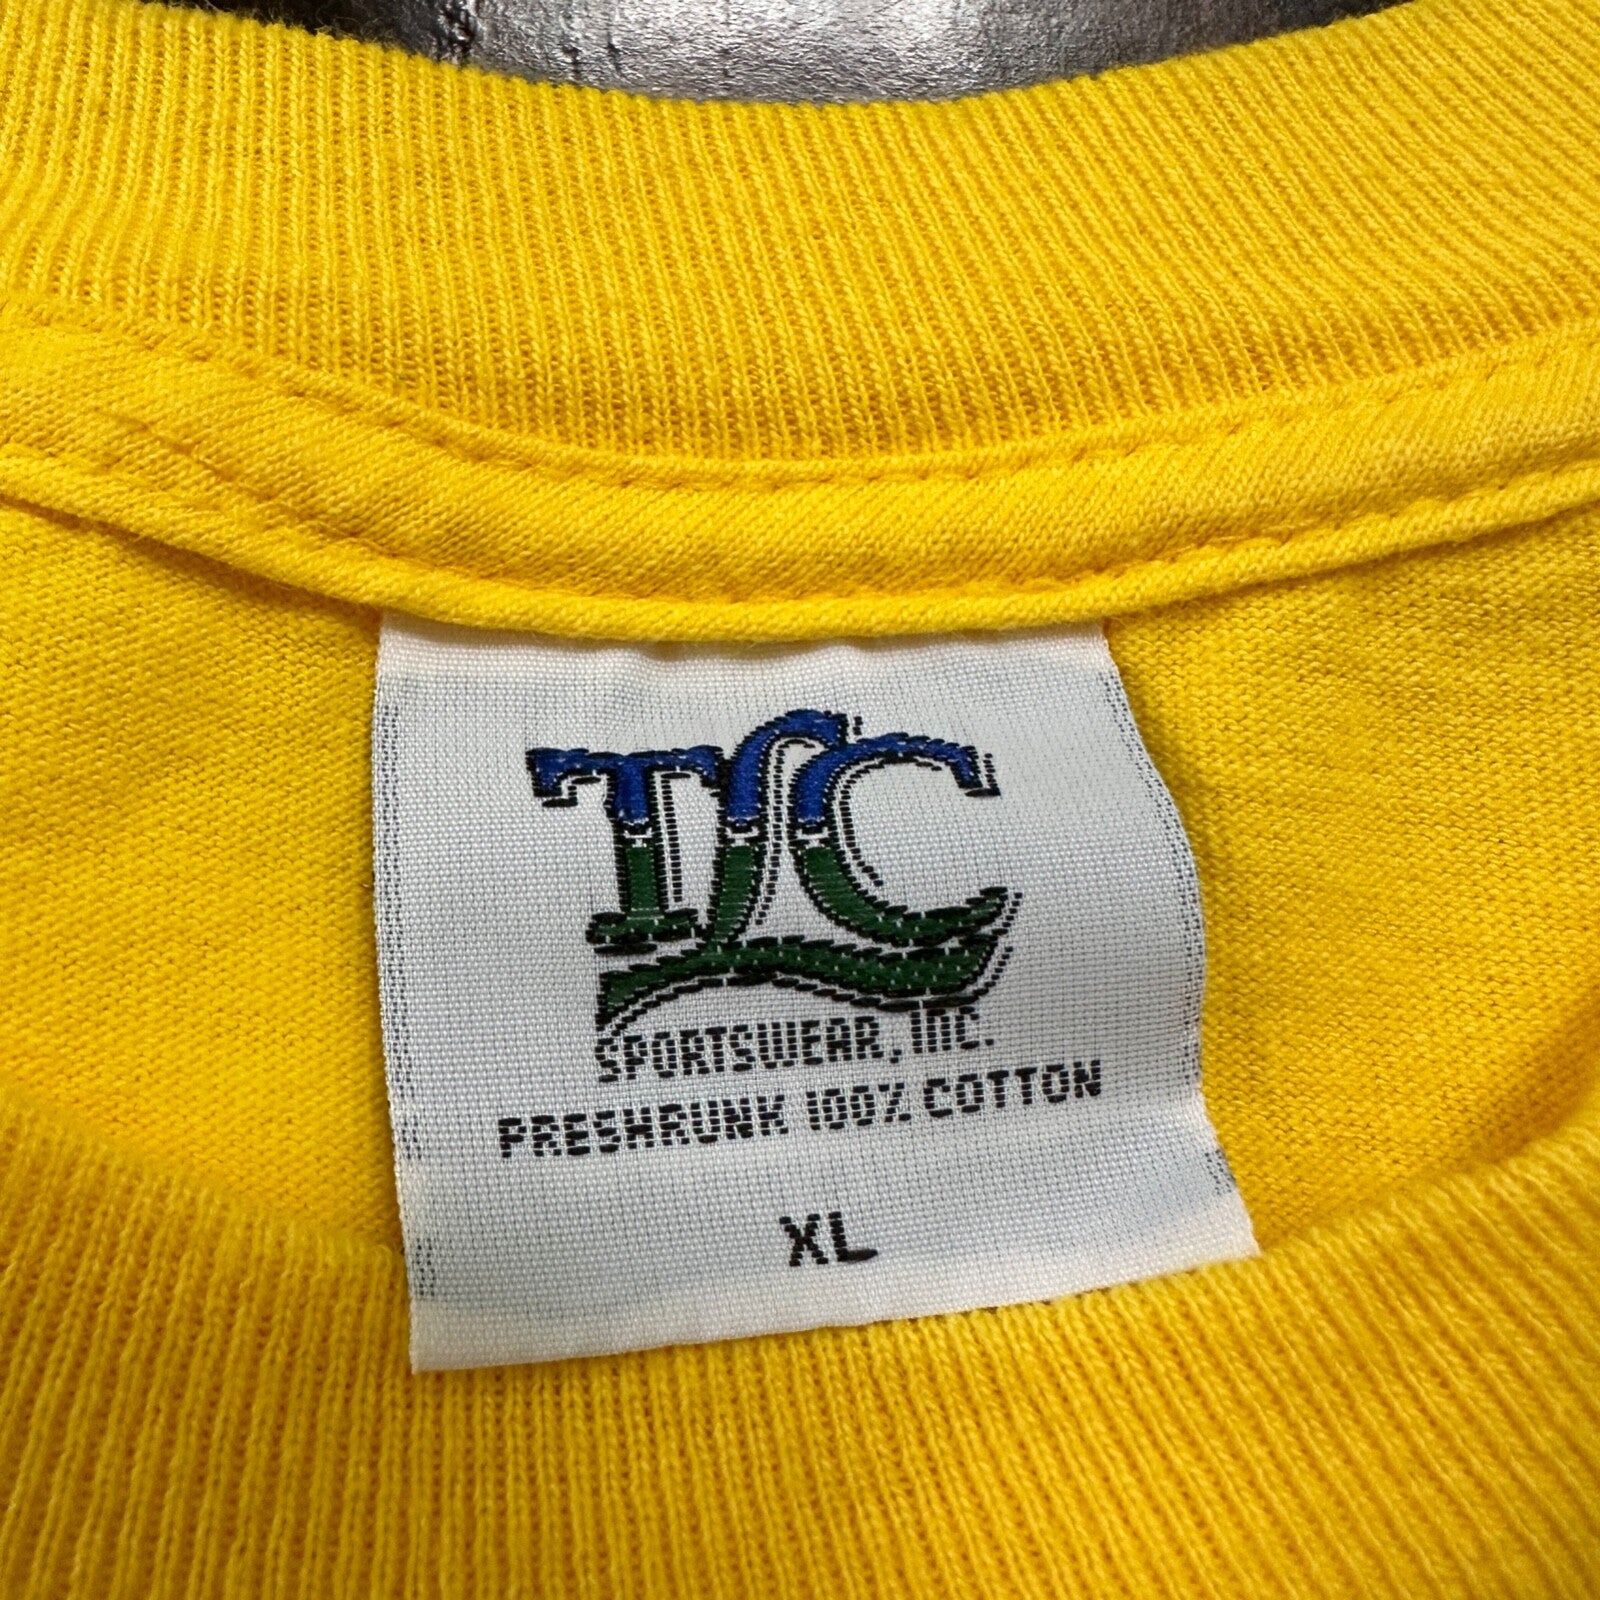 TLC
SPORTSWEAR, INC.
PRESHRUNK 100% COTTON
XL